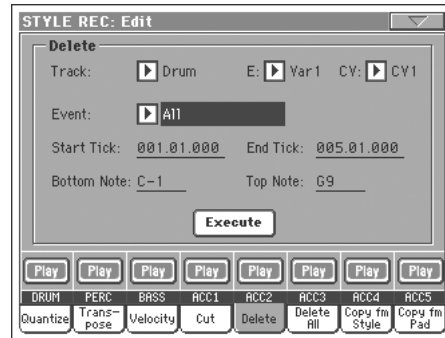 STYLE REC: Edit
Delete
Track: Drum E: Var1 CV: CV1
Event: All
Start Tick: 001.01.000 End Tick: 005.01.000
Bottom Note: C-1 Top Note: G9
Execute
Play Play Play Play Play Play Play Play
DRUM PERC BASS ACC1 ACC2 ACC3 ACC4 ACC5
Quantize Trans- Velocity Cut Delete Delete Copy fm Copy fm
pose All Style Pad